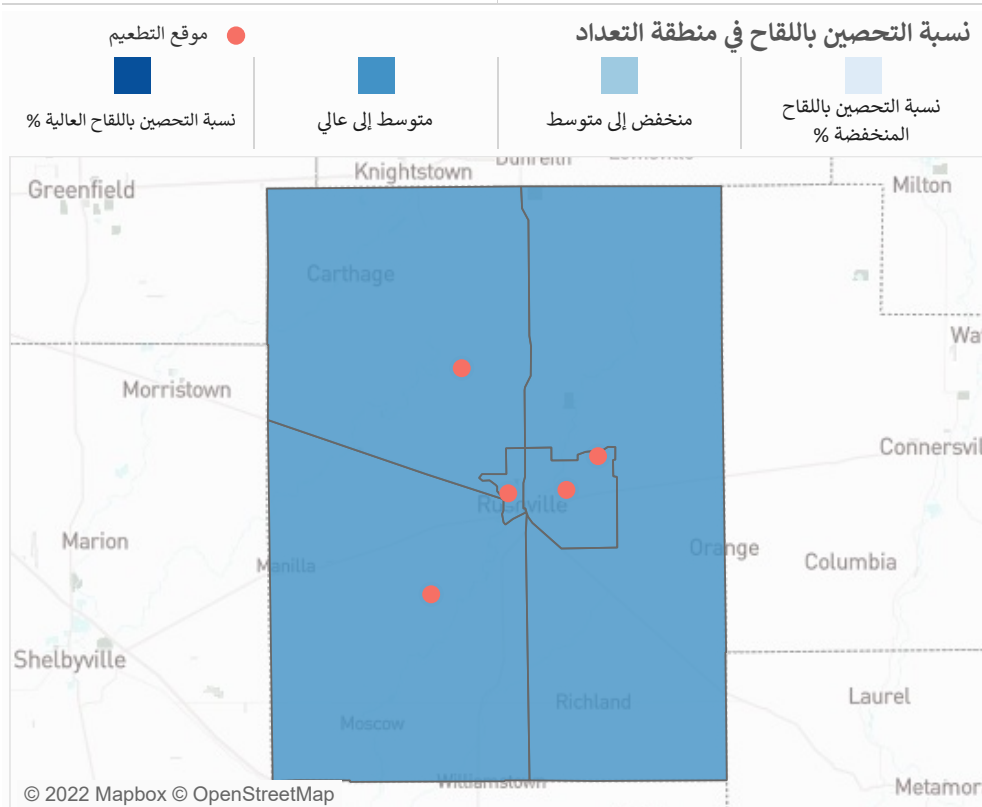 نسبة التحصين باللقاح في منطقة التعداد
موقع التطعيم
نسبة التحصين باللقاح المنخفضة %
منخفض إلى متوسط
متوسط إلى عالي
نسبة التحصين باللقاح العالية %
Dunreith
Knightstown
Greenfield
Milton
Carthage
Morristown
Connersvil
Rushville
Marion
Orange
Manilla
Columbia
Shelbyville
Richland
Laurel
Moscow
Williamstown
Metamor
© 2022 Mapbox © OpenStreetMap